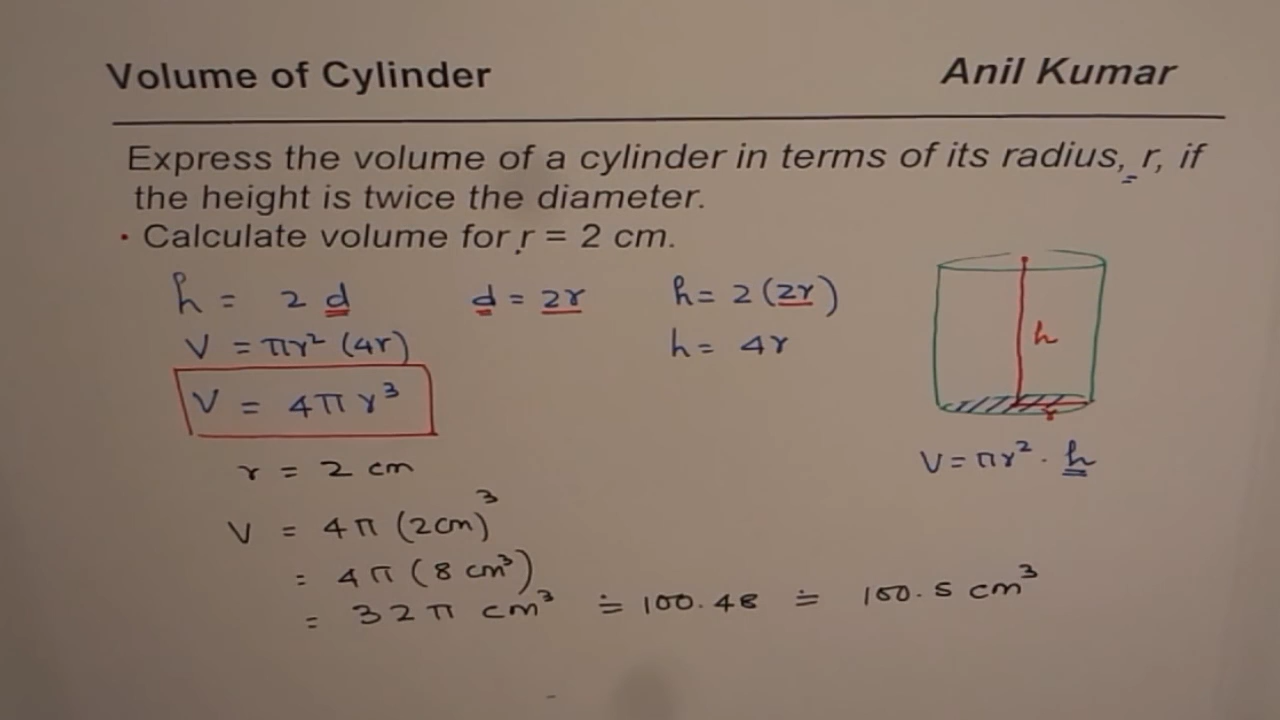 Volume of Cylinder Anil Kumar
Express the volume of a cylinder in terms of its radius, r, if
the height is twice the diameter.
· Calculate volume for r = 2 cm.
h = 2 d d = 2r h = 2 (2r)
V = πr² (4r) h = 4r
h
V = 4πr³
r
r = 2 cm V = πr² · h
V = 4π (2cm)³
= 4π (8 cm³)
= 32π cm³ ≐ 100.48 ≐ 100.5 cm³